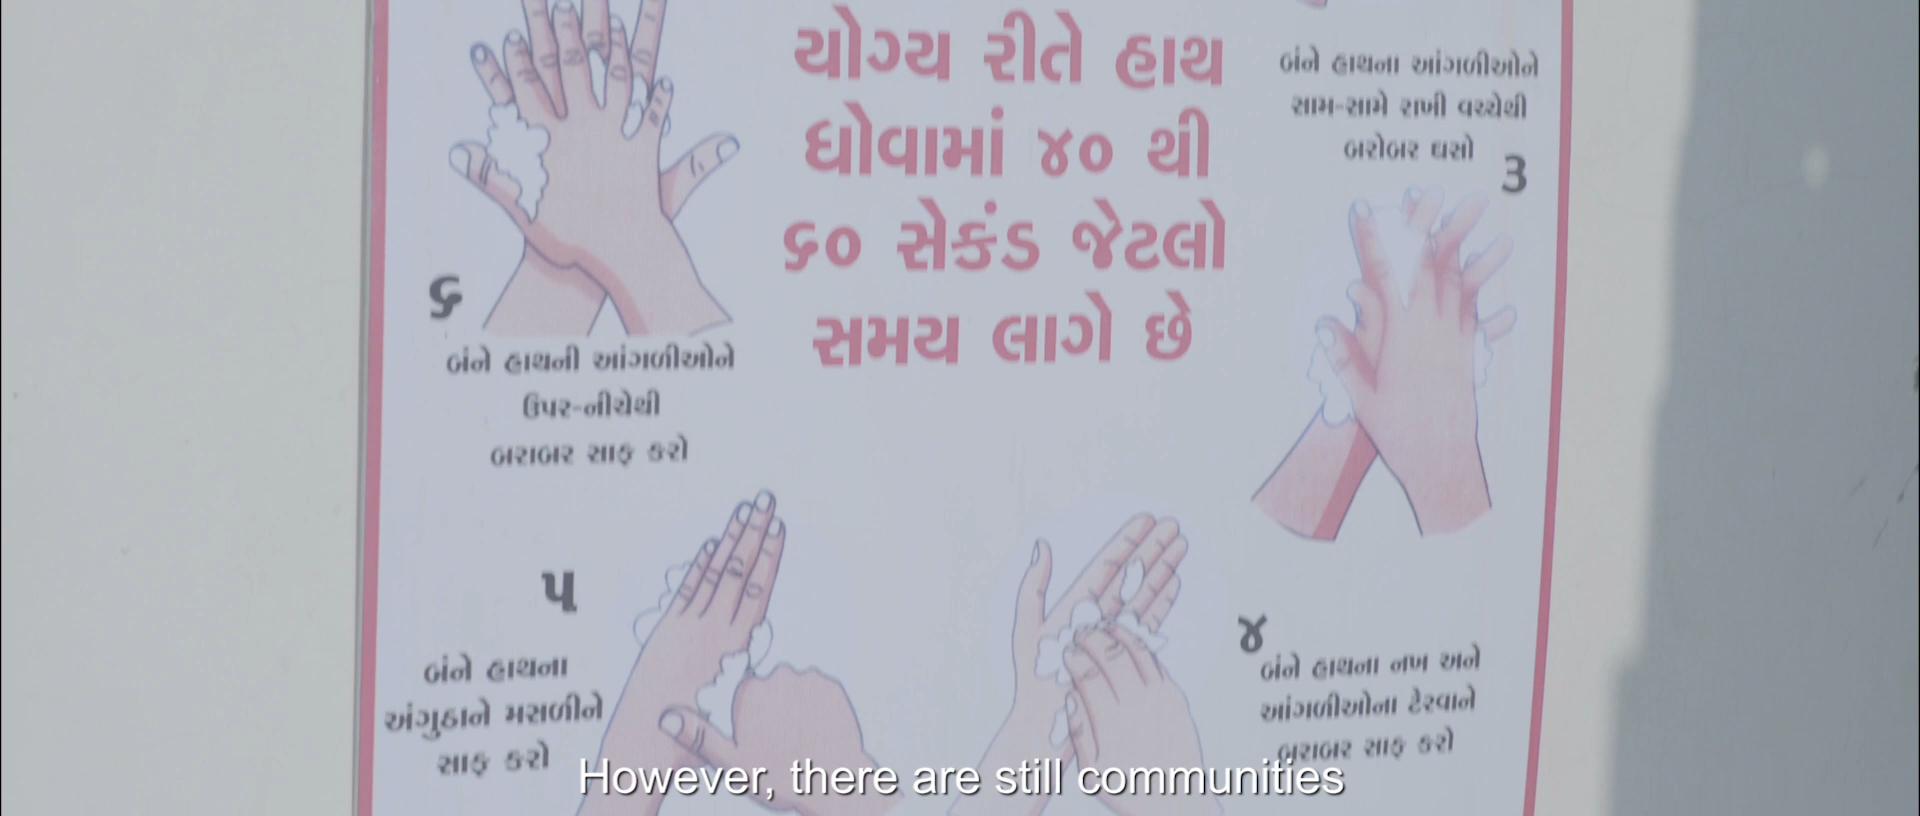 યોગ્ય રીતે હાથ
ધોવામાં ૪૦ થી
૬૦ સેકંડ જેટલો
સમય લાગે છે
બંને હાથના આંગળીઓને
સામ-સામે રાખી વચ્ચેથી
બરોબર ઘસો
૩
બંને હાથના નખ અને
આંગળીઓના ટેરવાને
બરાબર સાફ કરો
૪
૫
બંને હાથના
અંગુઠાને મસળીને
સાફ કરો
૬
બંને હાથની આંગળીઓને
ઉપર-નીચેથી
બરાબર સાફ કરો
However, there are still communities